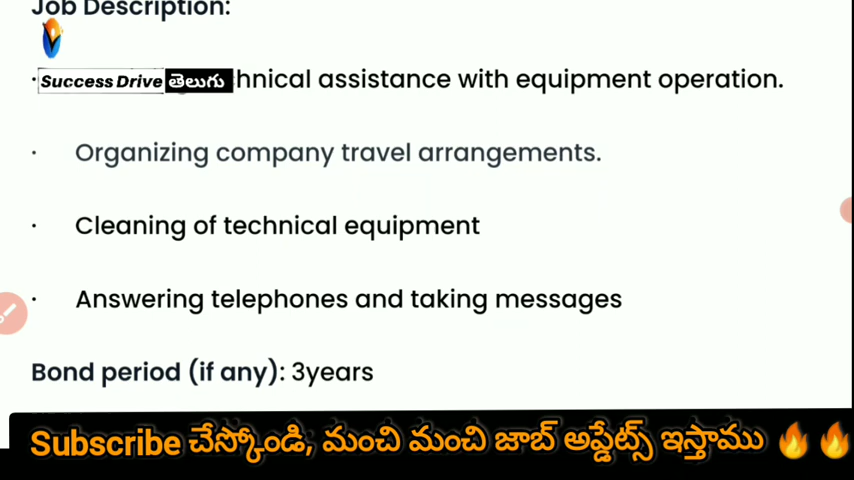 Job Description:
· Success Drive తెలుగు chnical assistance with equipment operation.
· Organizing company travel arrangements.
· Cleaning of technical equipment
· Answering telephones and taking messages
Bond period (if any): 3years
Subscribe చేస్కోండి, మంచి మంచి జాబ్ అప్డేట్స్ ఇస్తాము 🔥🔥